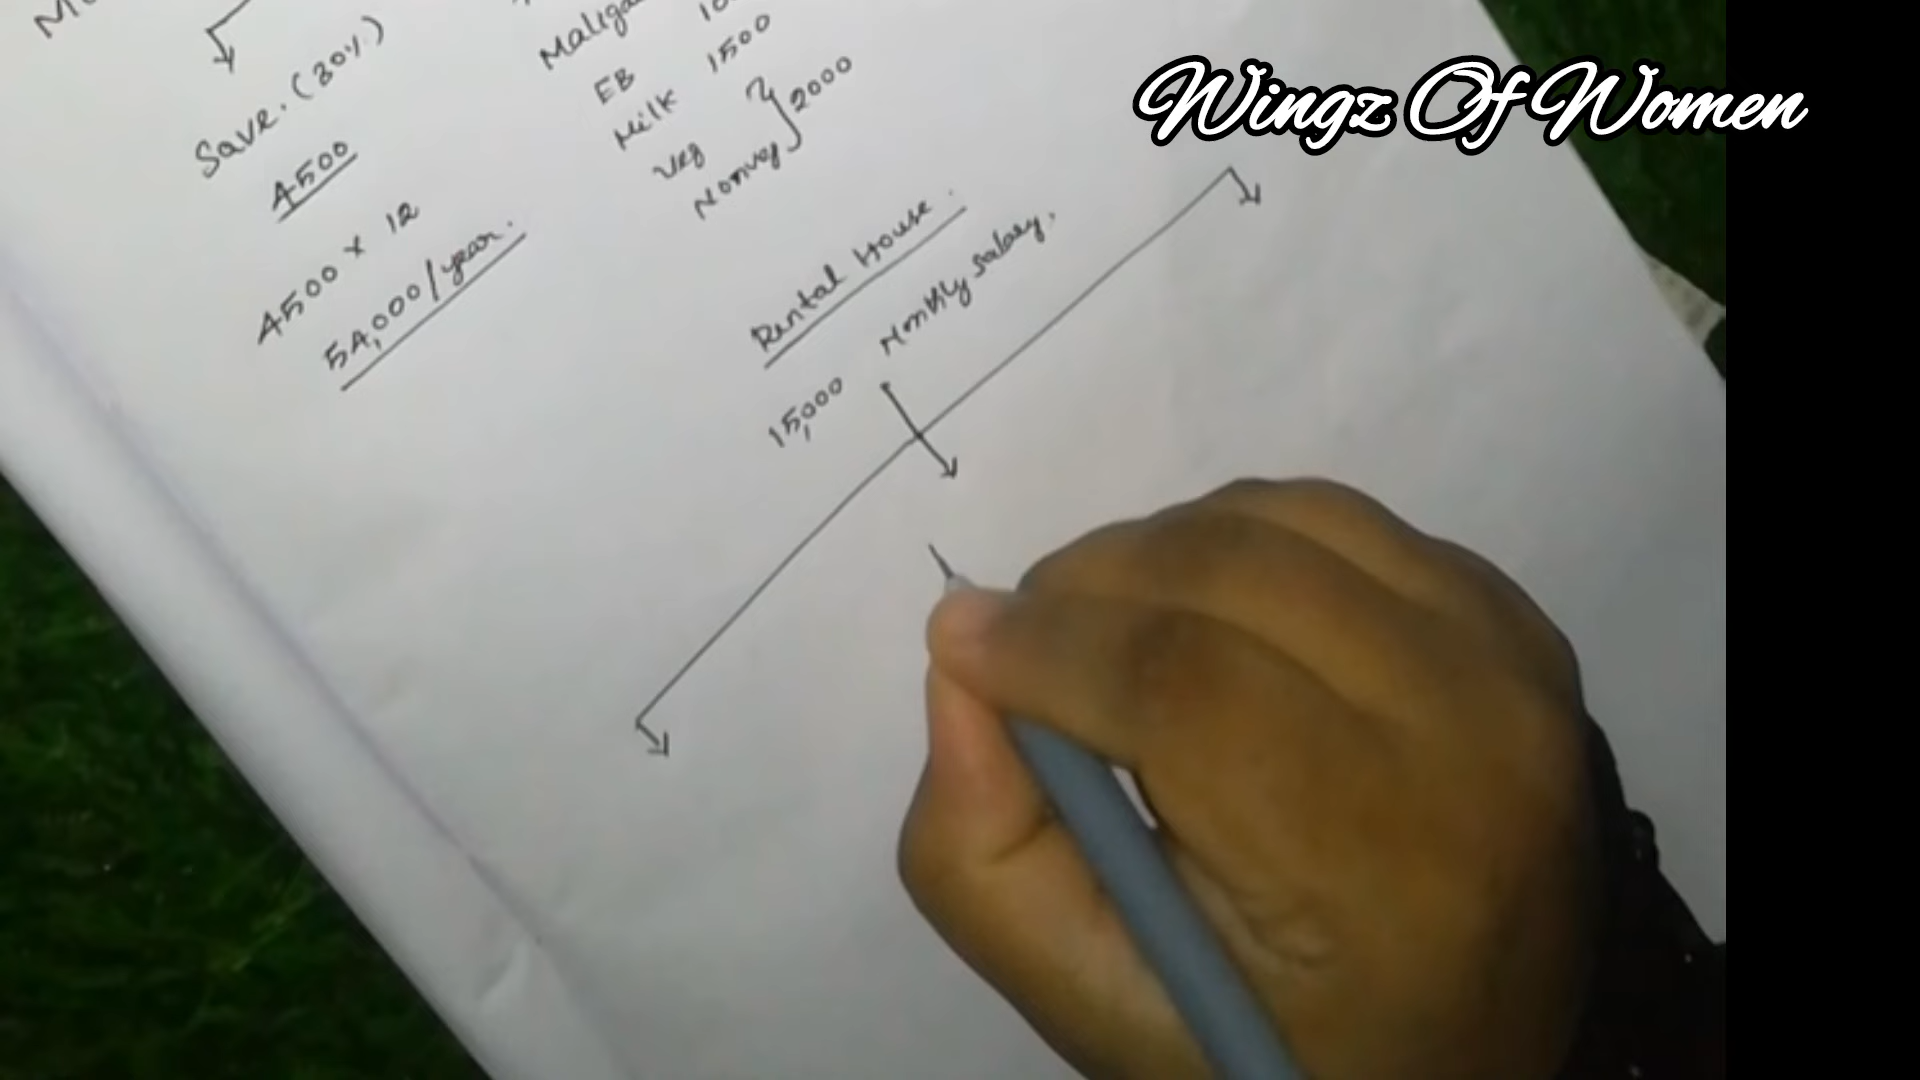 Wingz Of Women
Save. (30%)
4500
4500 x 12
54,000/year.
EB
Milk 1500
Veg
Nonveg } 2000
Rental House.
15,000 Monthly salary.